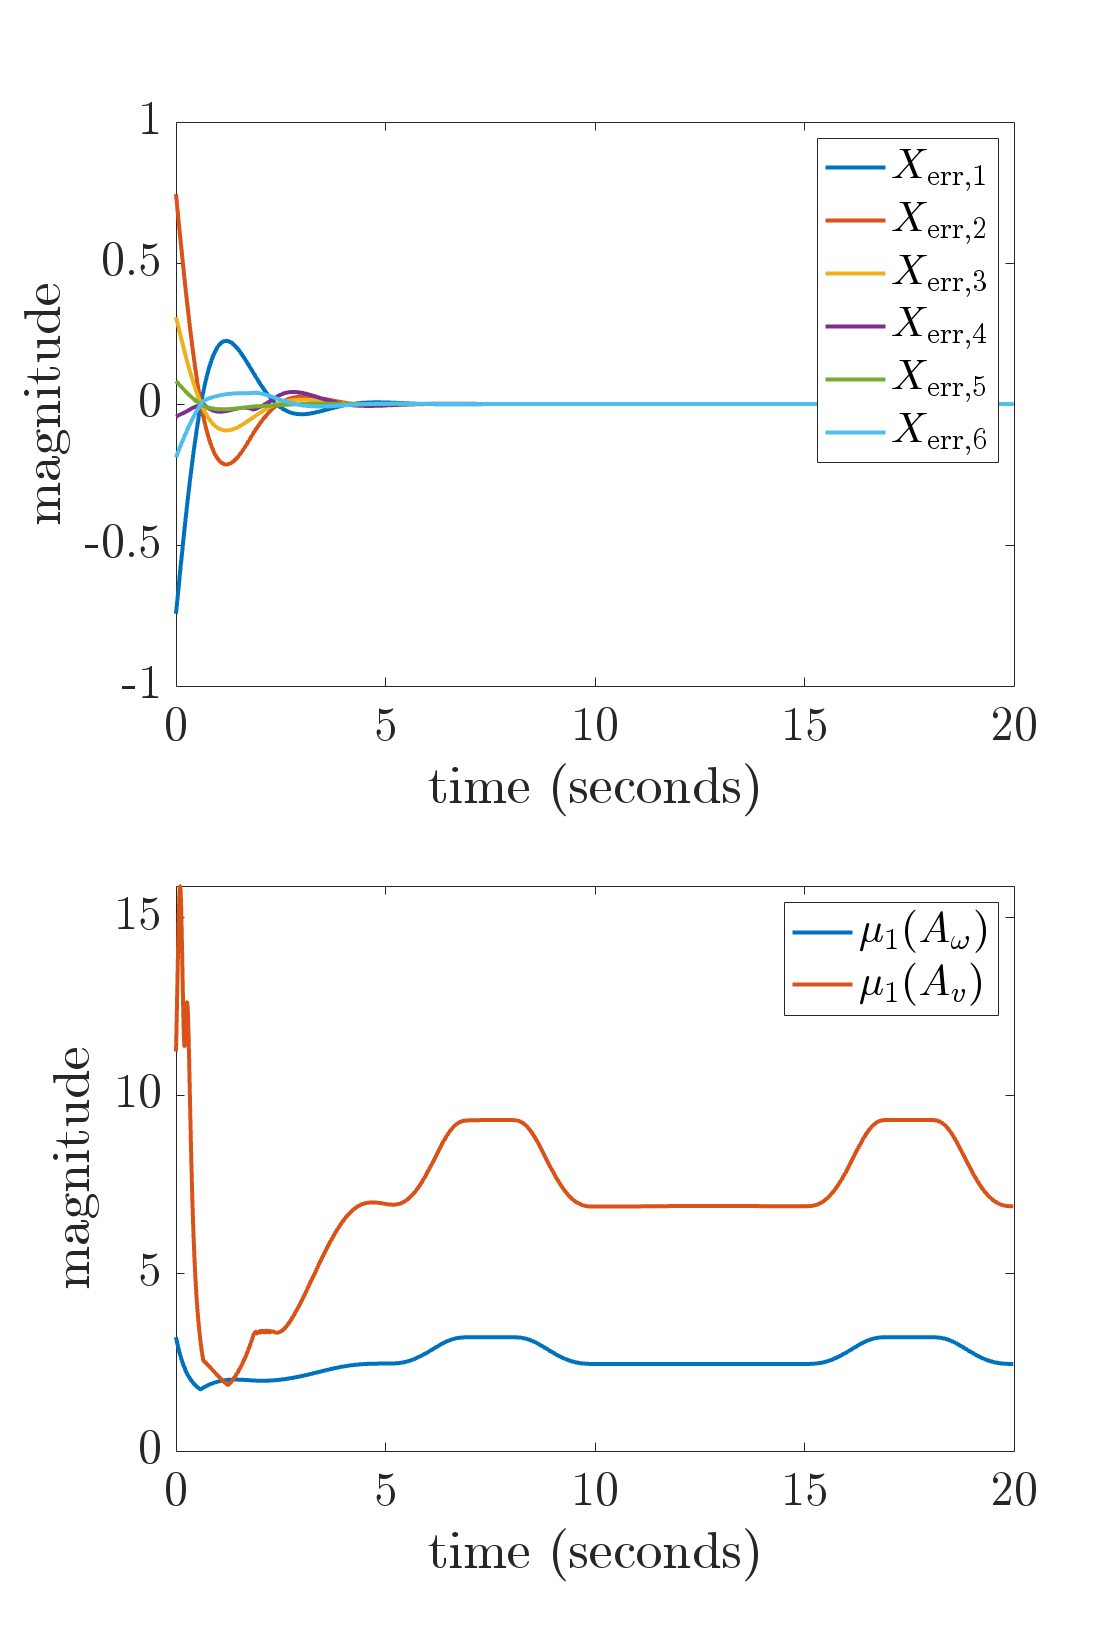 magnitude
1
0.5
0
-0.5
-1
0 5 10 15 20
time (seconds)
X_err,1
X_err,2
X_err,3
X_err,4
X_err,5
X_err,6
magnitude
15
10
5
0
0 5 10 15 20
time (seconds)
μ₁(A_ω)
μ₁(A_v)